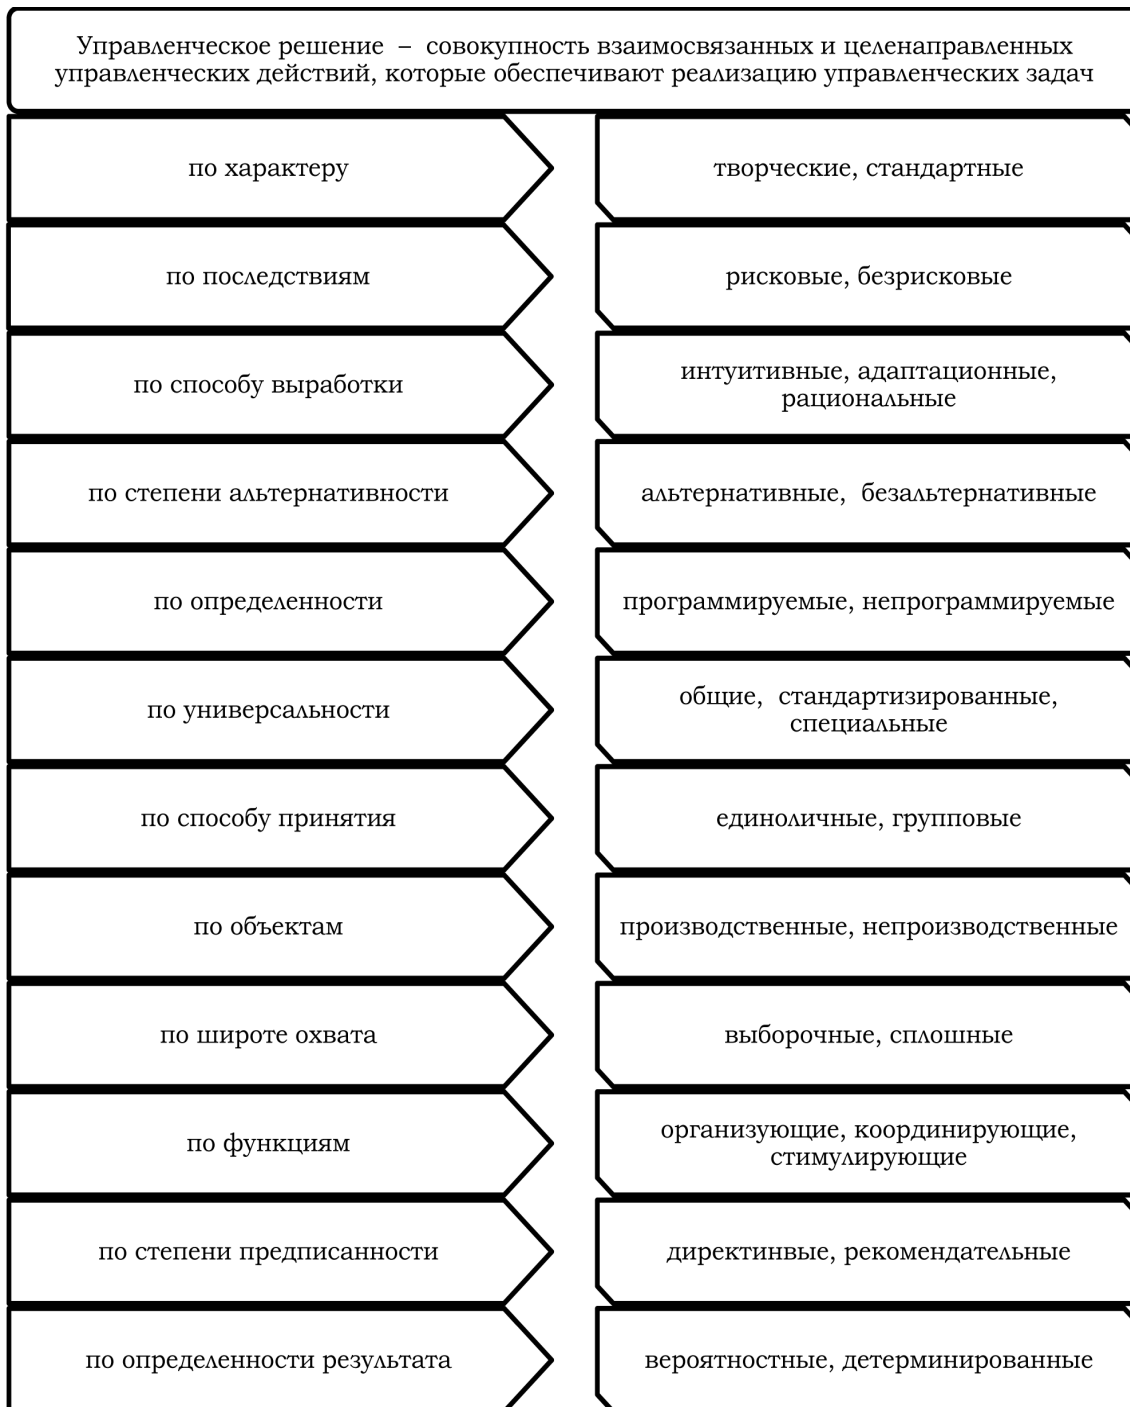 Управленческое решение – совокупность взаимосвязанных и целенаправленных
управленческих действий, которые обеспечивают реализацию управленческих задач
по характеру
творческие, стандартные
по последствиям
рисковые, безрисковые
по способу выработки
интуитивные, адаптационные,
рациональные
по степени альтернативности
альтернативные, безальтернативные
по определенности
программируемые, непрограммируемые
по универсальности
общие, стандартизированные,
специальные
по способу принятия
единоличные, групповые
по объектам
производственные, непроизводственные
по широте охвата
выборочные, сплошные
по функциям
организующие, координирующие,
стимулирующие
по степени предписанности
директинвые, рекомендательные
по определенности результата
вероятностные, детерминированные